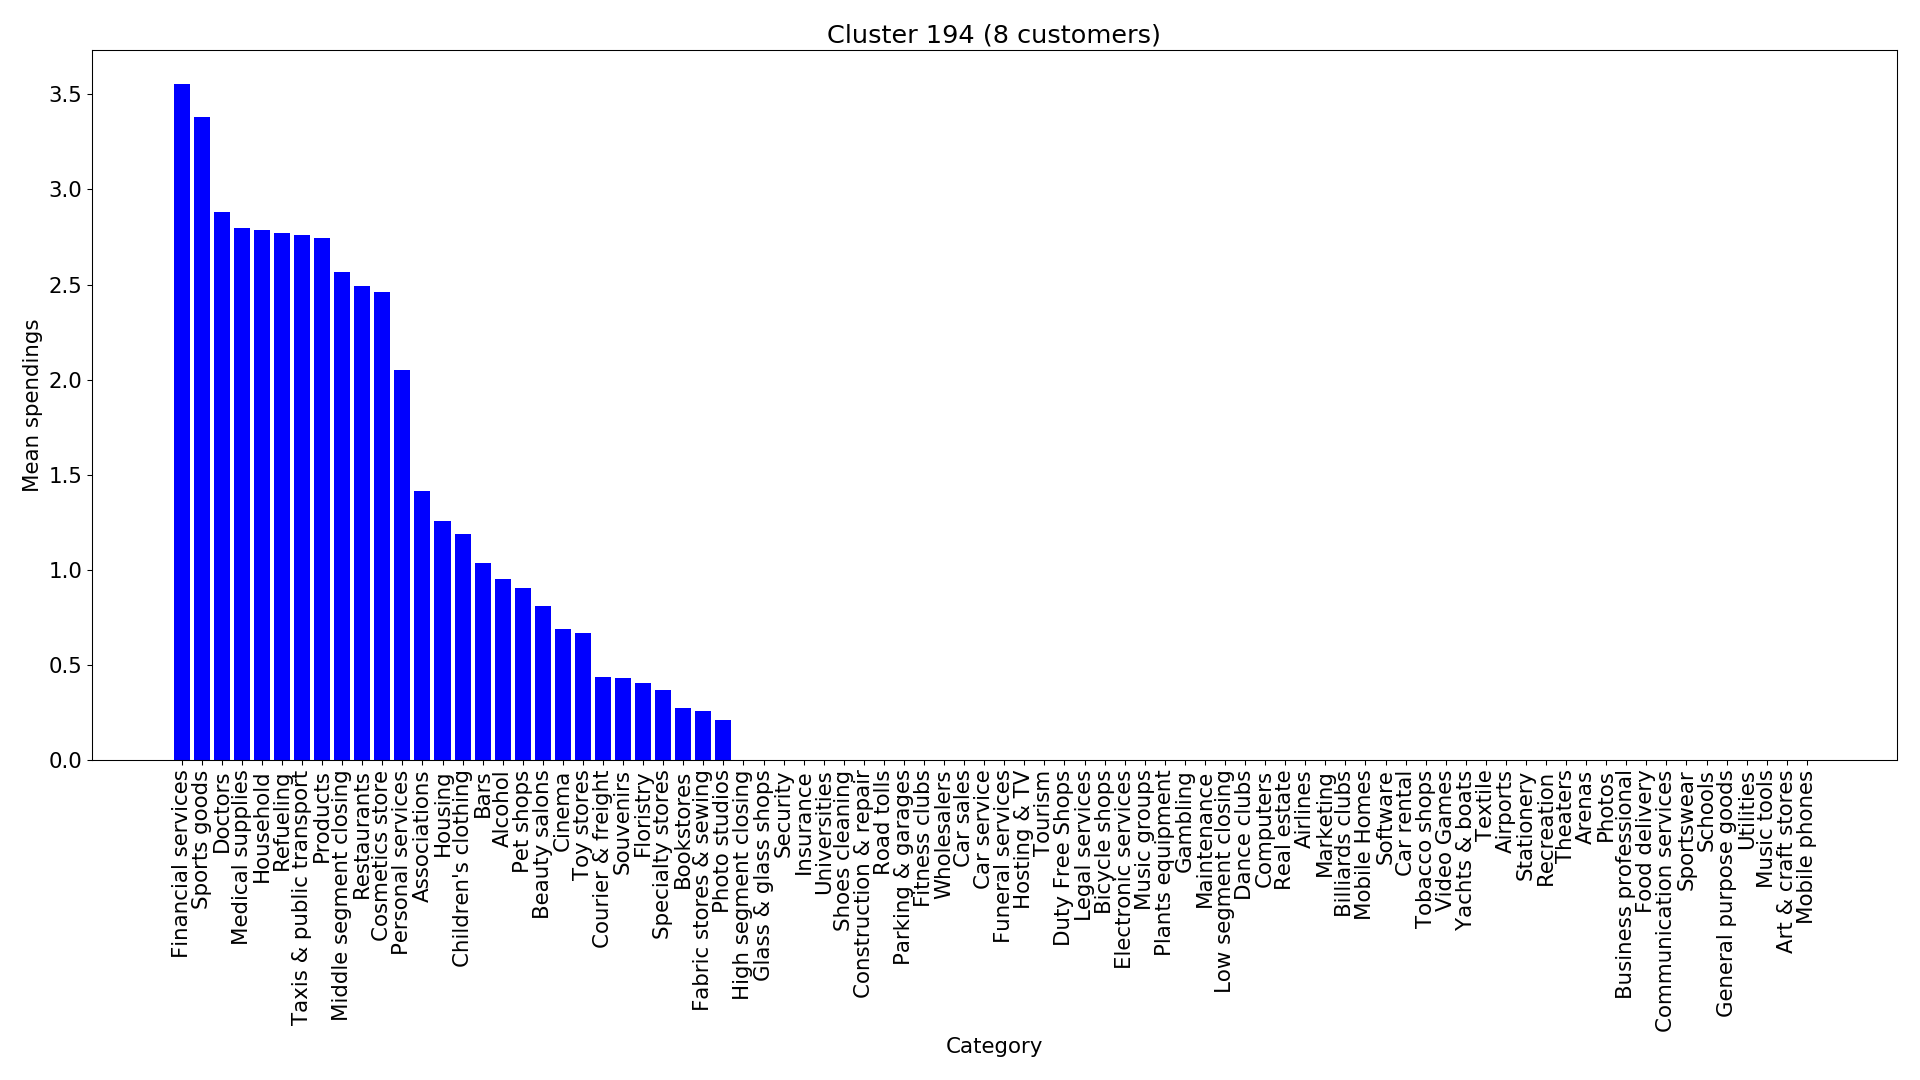 Cluster 194 (8 customers)
Mean spendings
3.5
3.0
2.5
2.0
1.5
1.0
0.5
0.0
Financial services
Sports goods
Doctors
Medical supplies
Household
Refueling
Taxis & public transport
Products
Middle segment closing
Restaurants
Cosmetics store
Personal services
Associations
Housing
Children's clothing
Bars
Alcohol
Pet shops
Beauty salons
Cinema
Toy stores
Courier & freight
Souvenirs
Floristry
Specialty stores
Bookstores
Fabric stores & sewing
Photo studios
High segment closing
Glass & glass shops
Security
Insurance
Universities
Shoes cleaning
Construction & repair
Road tolls
Parking & garages
Fitness clubs
Wholesalers
Car sales
Car service
Funeral services
Hosting & TV
Tourism
Duty Free Shops
Legal services
Bicycle shops
Electronic services
Music groups
Plants equipment
Gambling
Maintenance
Low segment closing
Dance clubs
Computers
Real estate
Airlines
Marketing
Billiards clubs
Mobile Homes
Software
Car rental
Tobacco shops
Video Games
Yachts & boats
Textile
Airports
Stationery
Recreation
Theaters
Arenas
Photos
Business professional
Food delivery
Communication services
Sportswear
Schools
General purpose goods
Utilities
Music tools
Art & craft stores
Mobile phones
Category